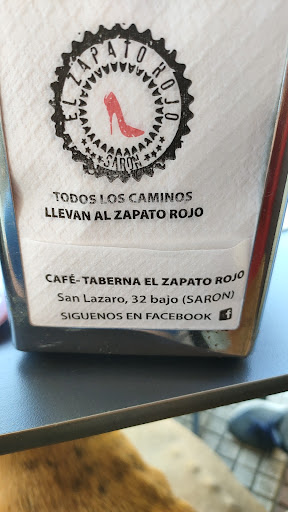 EL ZAPATO ROJO
SARON
TODOS LOS CAMINOS
LLEVAN AL ZAPATO ROJO
CAFÉ-TABERNA EL ZAPATO ROJO
San Lazaro, 32 bajo (SARON)
SIGUENOS EN FACEBOOK f